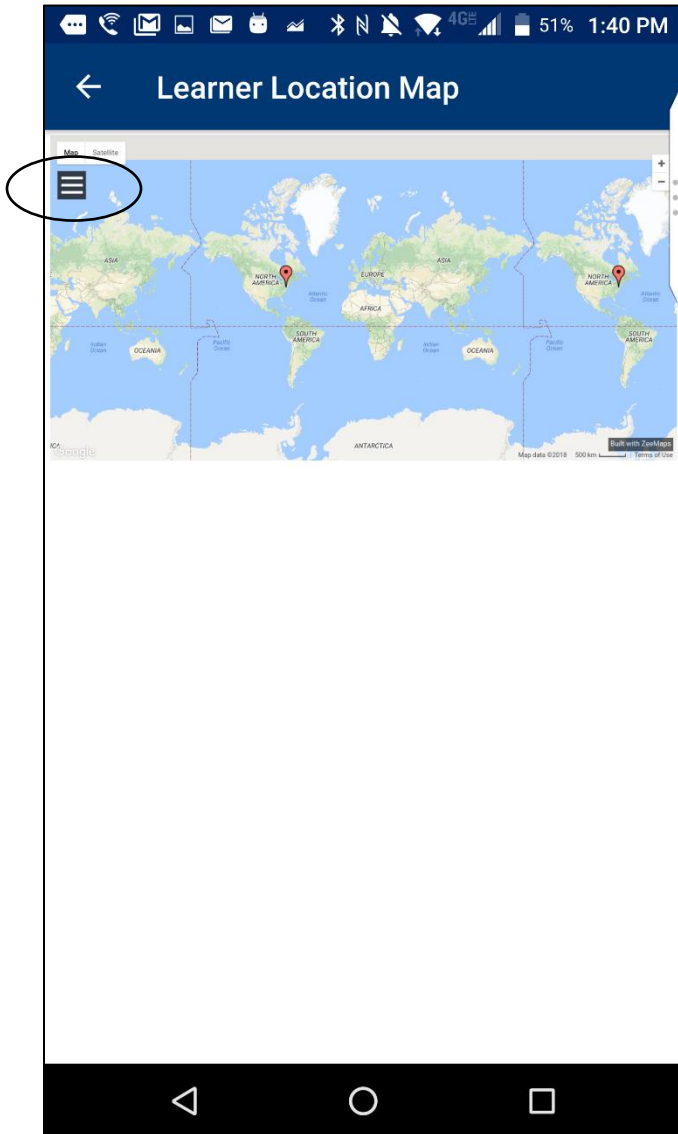 4G LTE 51% 1:40 PM
Learner Location Map
Map Satellite
+
−
ASIA
NORTH
AMERICA
Atlantic
Ocean
EUROPE
ASIA
NORTH
AMERICA
Atlantic
Ocean
AFRICA
Indian
Ocean
OCEANIA
Pacific
Ocean
SOUTH
AMERICA
Indian
Ocean
OCEANIA
Pacific
Ocean
SOUTH
AMERICA
ANTARCTICA
Google
Built with ZeeMaps
Map data ©2018 500 km Terms of Use